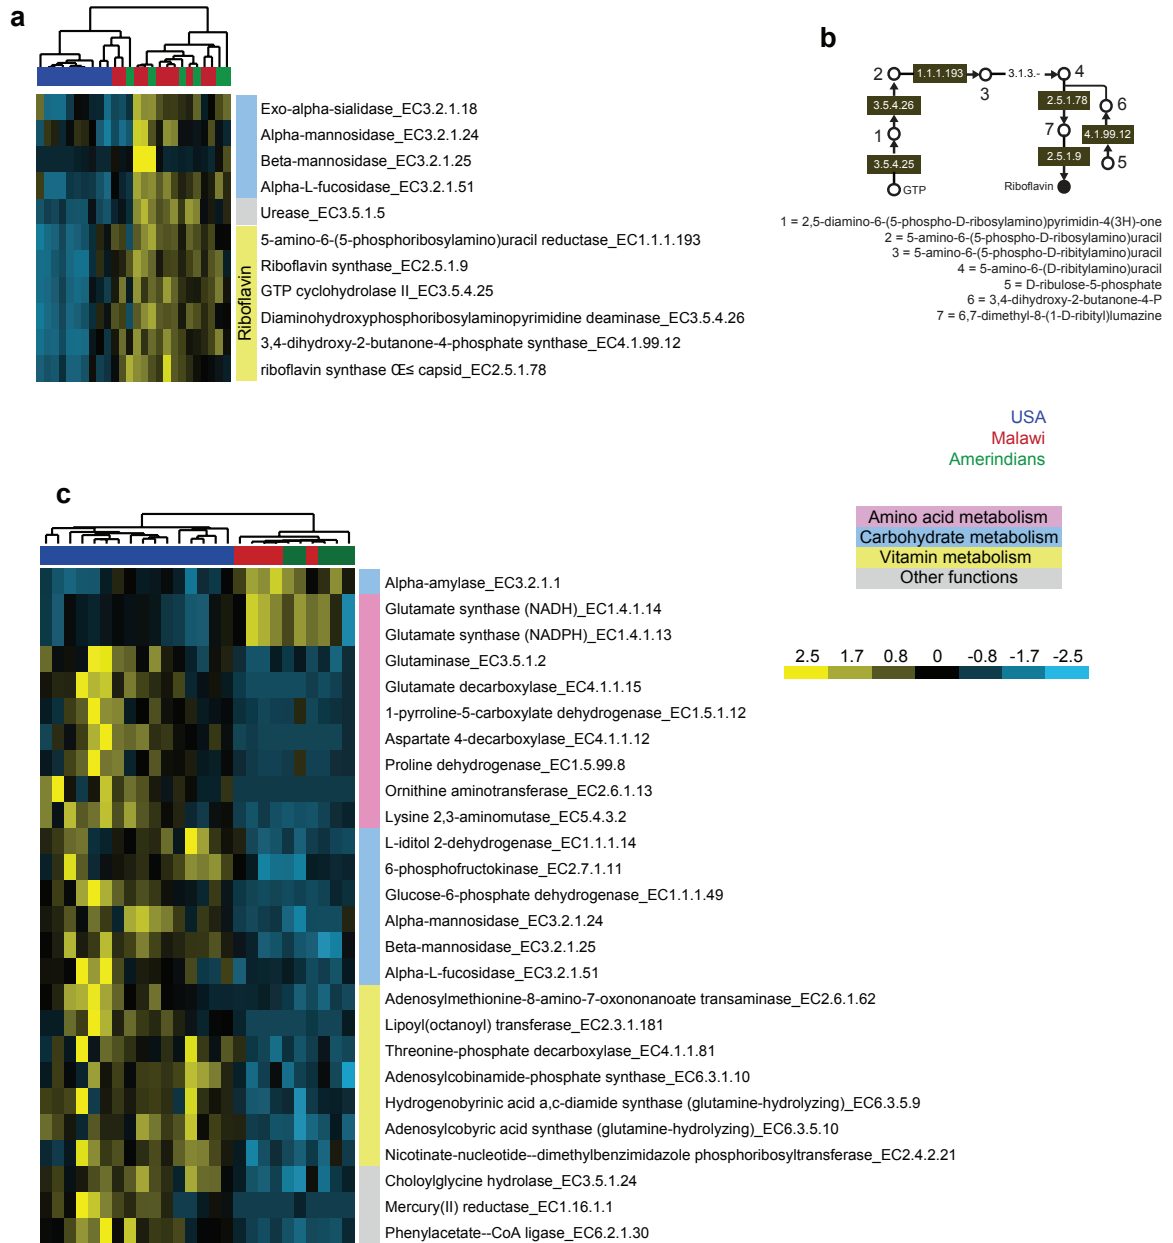 a
Exo-alpha-sialidase_EC3.2.1.18
Alpha-mannosidase_EC3.2.1.24
Beta-mannosidase_EC3.2.1.25
Alpha-L-fucosidase_EC3.2.1.51
Urease_EC3.5.1.5
5-amino-6-(5-phosphoribosylamino)uracil reductase_EC1.1.1.193
Riboflavin synthase_EC2.5.1.9
GTP cyclohydrolase II_EC3.5.4.25
Diaminohydroxyphosphoribosylaminopyrimidine deaminase_EC3.5.4.26
3,4-dihydroxy-2-butanone-4-phosphate synthase_EC4.1.99.12
riboflavin synthase Œ≤ capsid_EC2.5.1.78
Riboflavin
b
2
1.1.1.193
3
3.1.3.-
4
3.5.4.26
2.5.1.78
6
1
7
4.1.99.12
3.5.4.25
2.5.1.9
5
GTP
Riboflavin
1 = 2,5-diamino-6-(5-phospho-D-ribosylamino)pyrimidin-4(3H)-one
2 = 5-amino-6-(5-phospho-D-ribosylamino)uracil
3 = 5-amino-6-(5-phospho-D-ribitylamino)uracil
4 = 5-amino-6-(D-ribitylamino)uracil
5 = D-ribulose-5-phosphate
6 = 3,4-dihydroxy-2-butanone-4-P
7 = 6,7-dimethyl-8-(1-D-ribityl)lumazine
USA
Malawi
Amerindians
Amino acid metabolism
Carbohydrate metabolism
Vitamin metabolism
Other functions
2.5 1.7 0.8 0 -0.8 -1.7 -2.5
c
Alpha-amylase_EC3.2.1.1
Glutamate synthase (NADH)_EC1.4.1.14
Glutamate synthase (NADPH)_EC1.4.1.13
Glutaminase_EC3.5.1.2
Glutamate decarboxylase_EC4.1.1.15
1-pyrroline-5-carboxylate dehydrogenase_EC1.5.1.12
Aspartate 4-decarboxylase_EC4.1.1.12
Proline dehydrogenase_EC1.5.99.8
Ornithine aminotransferase_EC2.6.1.13
Lysine 2,3-aminomutase_EC5.4.3.2
L-iditol 2-dehydrogenase_EC1.1.1.14
6-phosphofructokinase_EC2.7.1.11
Glucose-6-phosphate dehydrogenase_EC1.1.1.49
Alpha-mannosidase_EC3.2.1.24
Beta-mannosidase_EC3.2.1.25
Alpha-L-fucosidase_EC3.2.1.51
Adenosylmethionine-8-amino-7-oxononanoate transaminase_EC2.6.1.62
Lipoyl(octanoyl) transferase_EC2.3.1.181
Threonine-phosphate decarboxylase_EC4.1.1.81
Adenosylcobinamide-phosphate synthase_EC6.3.1.10
Hydrogenobyrinic acid a,c-diamide synthase (glutamine-hydrolyzing)_EC6.3.5.9
Adenosylcobyric acid synthase (glutamine-hydrolyzing)_EC6.3.5.10
Nicotinate-nucleotide--dimethylbenzimidazole phosphoribosyltransferase_EC2.4.2.21
Choloylglycine hydrolase_EC3.5.1.24
Mercury(II) reductase_EC1.16.1.1
Phenylacetate--CoA ligase_EC6.2.1.30